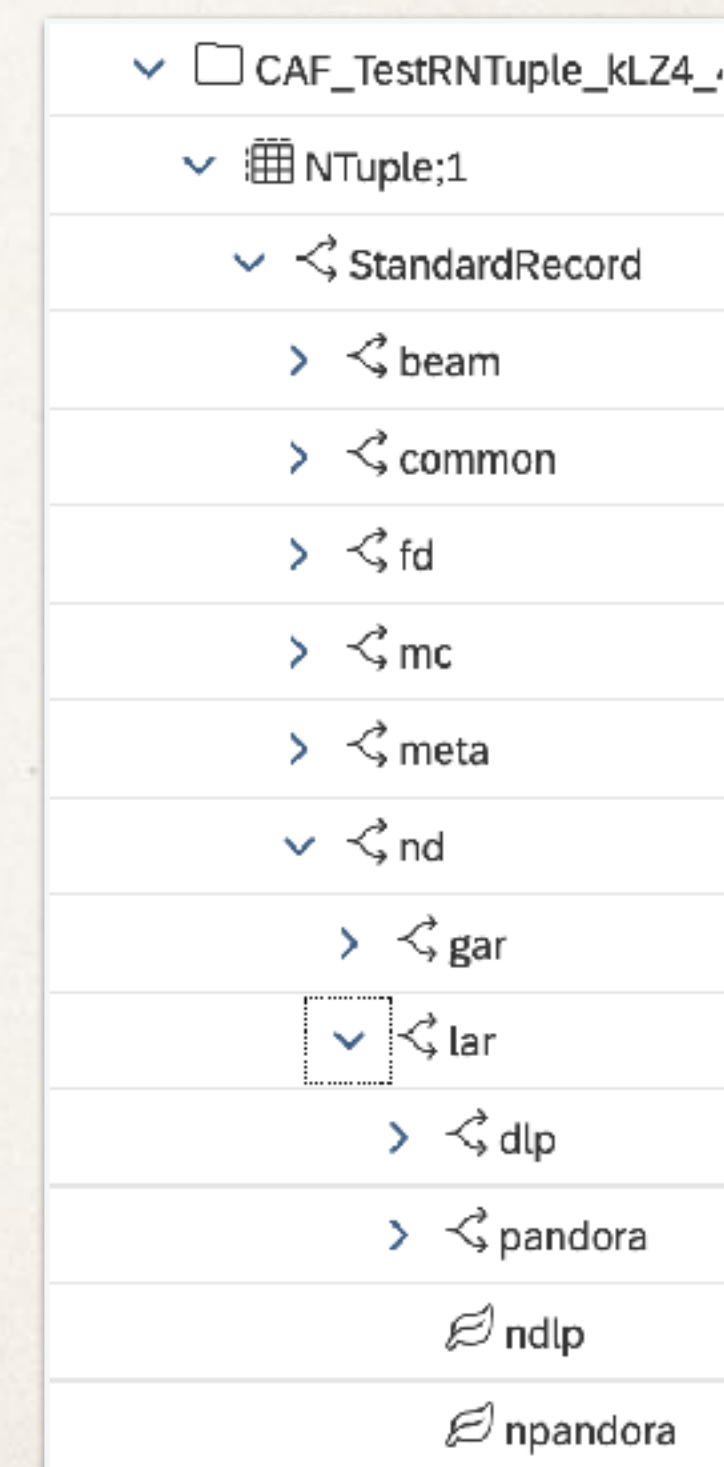 CAF_TestRNTuple_kLZ4_
NTuple;1
StandardRecord
beam
common
fd
mc
meta
nd
gar
lar
dlp
pandora
ndlp
npandora